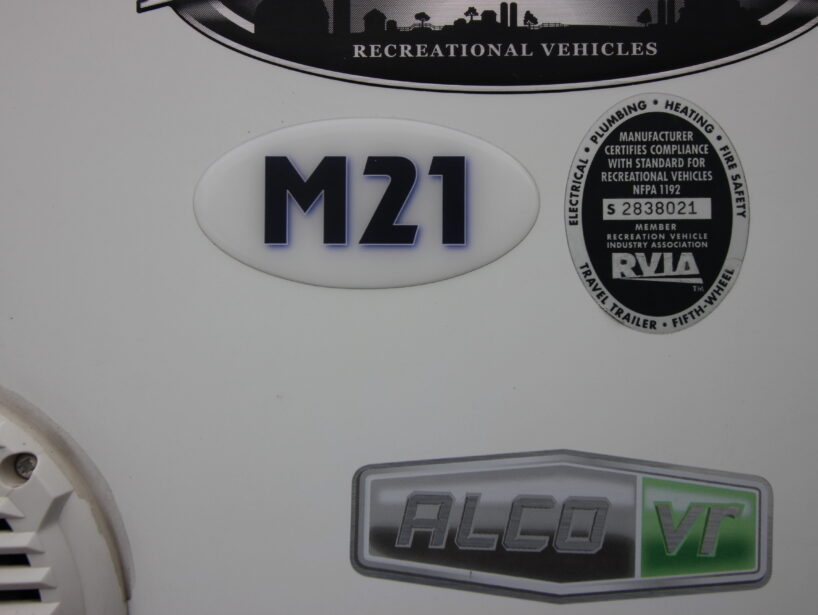 RECREATIONAL VEHICLES
M21
ELECTRICAL • PLUMBING • HEATING • FIRE SAFETY
MANUFACTURER
CERTIFIES COMPLIANCE
WITH STANDARD FOR
RECREATIONAL VEHICLES
NFPA 1192
S 2838021
MEMBER
RECREATION VEHICLE
INDUSTRY ASSOCIATION
RVIA
TM
TRAVEL TRAILER • FIFTH-WHEEL
ALCO vr